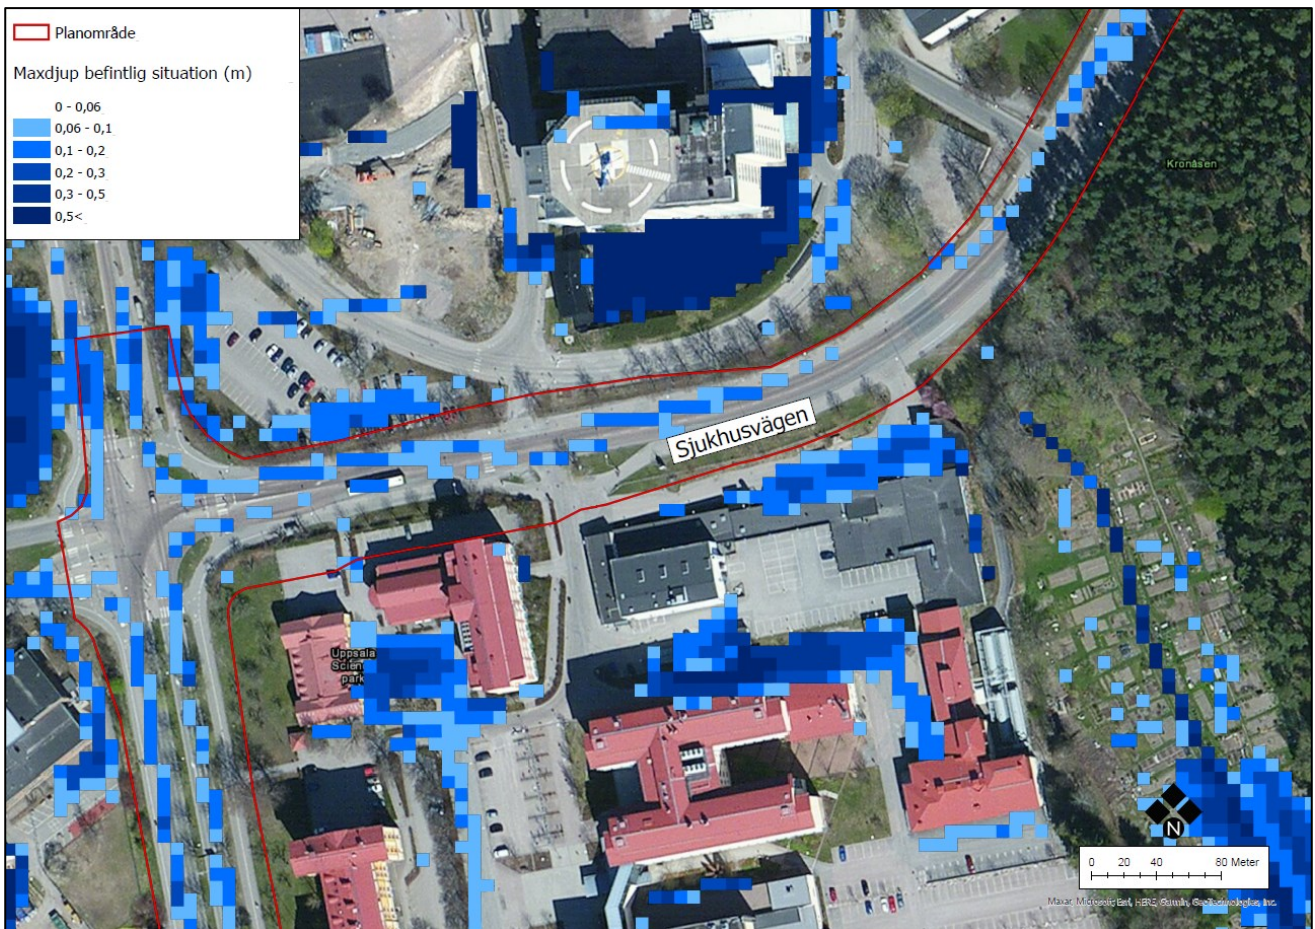 Planområde
Maxdjup befintlig situation (m)
0 - 0,06
0,06 - 0,1
0,1 - 0,2
0,2 - 0,3
0,3 - 0,5
0,5<
Kronåsen
Sjukhusvägen
Uppsala
Scien
park
N
0 20 40 80 Meter
Maxar, Microsoft, Esri, HERE, Garmin, GeoTechnologies, Inc.